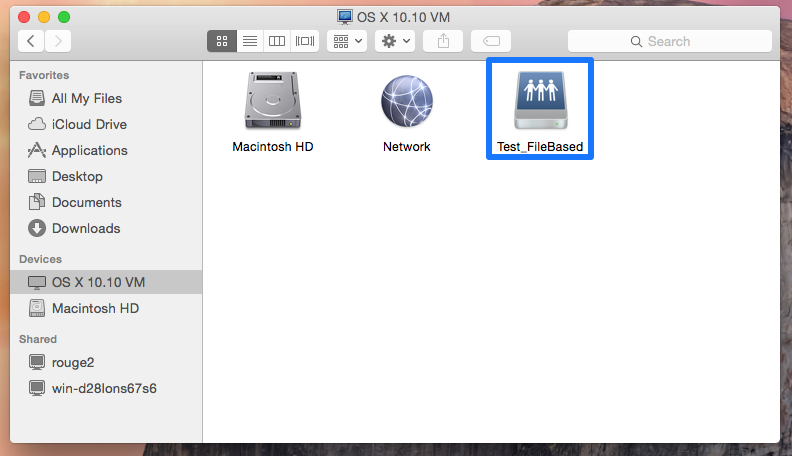 OS X 10.10 VM
Search
Favorites
All My Files
iCloud Drive
Applications
Desktop
Documents
Downloads
Devices
OS X 10.10 VM
Macintosh HD
Shared
rouge2
win-d28lons67s6
Macintosh HD
Network
Test_FileBased